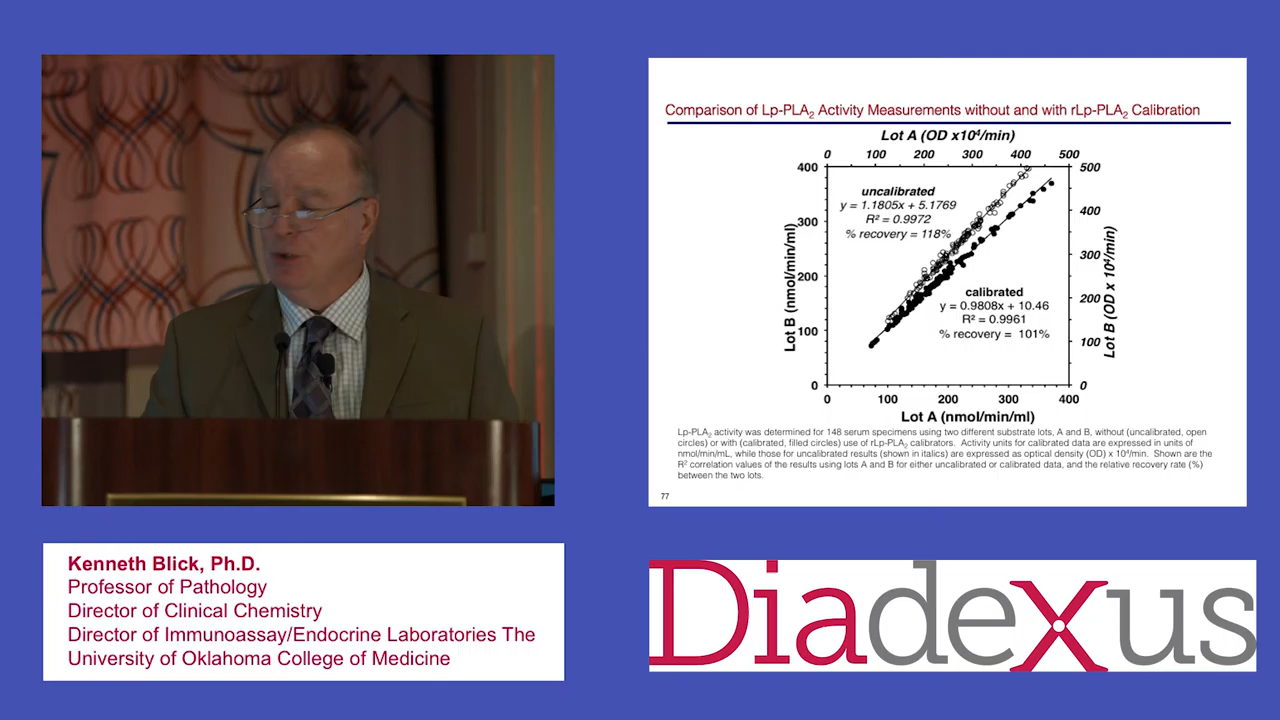 Comparison of Lp-PLA2 Activity Measurements without and with rLp-PLA2 Calibration
Lot A (OD x10⁴/min)
0 100 200 300 400 500
400 500
uncalibrated
y = 1.1805x + 5.1769
R² = 0.9972
% recovery = 118%
300 400
300
200
calibrated
y = 0.9808x + 10.46
R² = 0.9961
% recovery = 101%
200
100 100
0 0
Lot B (nmol/min/ml)
Lot B (OD x 10⁴/min)
0 100 200 300 400
Lot A (nmol/min/ml)
Lp-PLA2 activity was determined for 148 serum specimens using two different substrate lots, A and B, without (uncalibrated, open
circles) or with (calibrated, filled circles) use of rLp-PLA2 calibrators. Activity units for calibrated data are expressed in units of
nmol/min/mL, while those for uncalibrated results (shown in italics) are expressed as optical density (OD) x 10⁴/min. Shown are the
R² correlation values of the results using lots A and B for either uncalibrated or calibrated data, and the relative recovery rate (%)
between the two lots.
77
Kenneth Blick, Ph.D.
Professor of Pathology
Director of Clinical Chemistry
Director of Immunoassay/Endocrine Laboratories The
University of Oklahoma College of Medicine
Diadexus